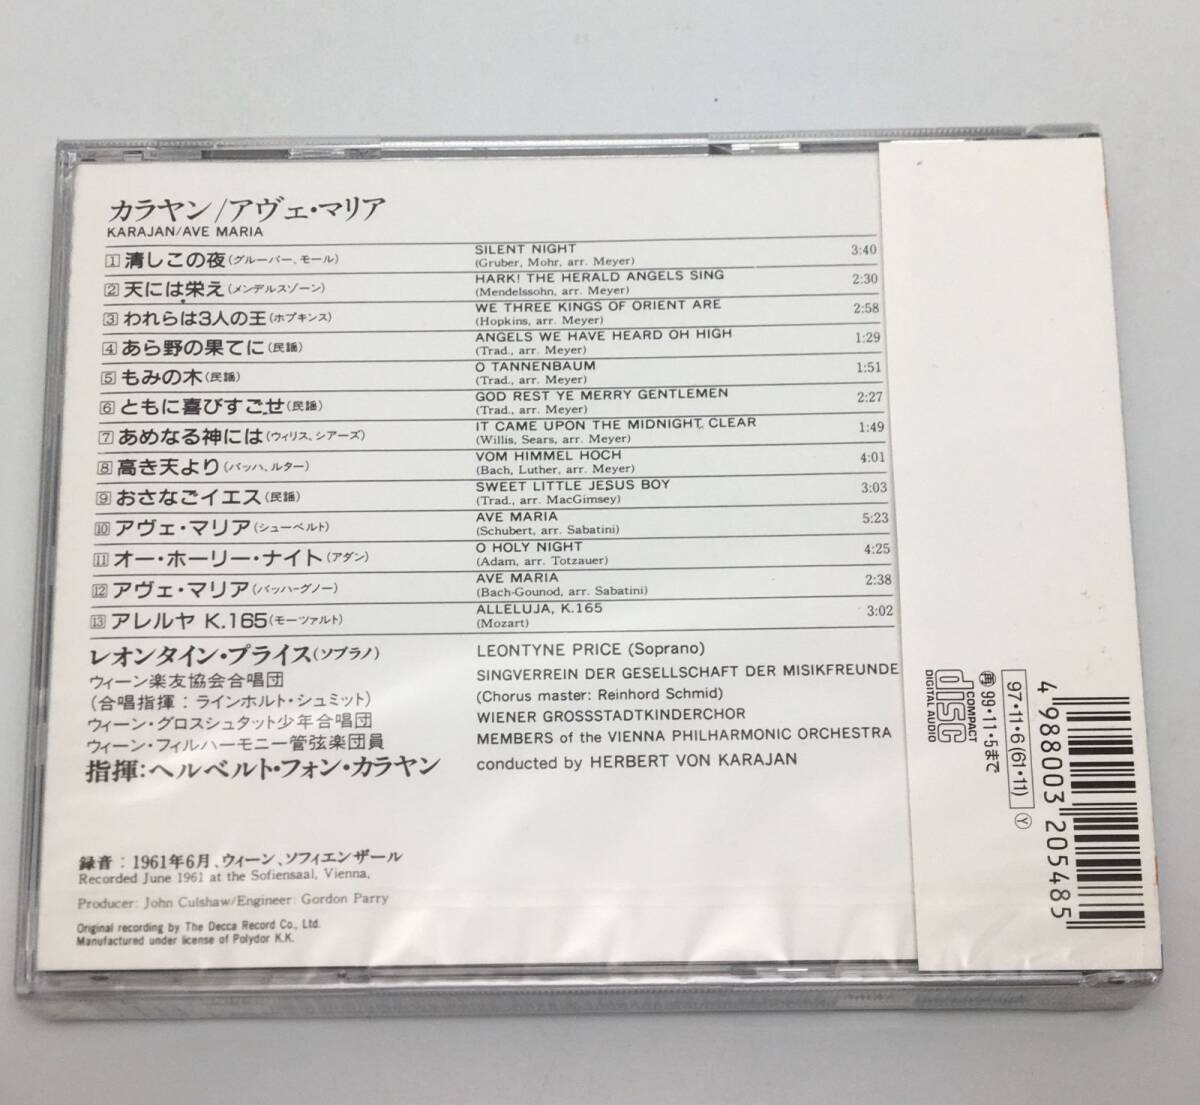 カラヤン/アヴェ・マリア
KARAJAN/AVE MARIA
1 清しこの夜(グルーバー、モール) SILENT NIGHT 3:40
(Gruber, Mohr, arr. Meyer)
2 天には栄え(メンデルスゾーン) HARK! THE HERALD ANGELS SING 2:30
(Mendelssohn, arr. Meyer)
3 われらは3人の王(ホプキンス) WE THREE KINGS OF ORIENT ARE 2:58
(Hopkins, arr. Meyer)
4 あら野の果てに(民謡) ANGELS WE HAVE HEARD OH HIGH 1:29
(Trad., arr. Meyer)
5 もみの木(民謡) O TANNENBAUM 1:51
(Trad., arr. Meyer)
6 ともに喜びすごせ(民謡) GOD REST YE MERRY GENTLEMEN 2:27
(Trad., arr. Meyer)
7 あめなる神には(ウィリス、シアーズ) IT CAME UPON THE MIDNIGHT CLEAR 1:49
(Willis, Sears, arr. Meyer)
8 高き天より(バッハ、ルター) VOM HIMMEL HOCH 4:01
(Bach, Luther, arr. Meyer)
9 おさなごイエス(民謡) SWEET LITTLE JESUS BOY 3:03
(Trad., arr. MacGimsey)
10 アヴェ・マリア(シューベルト) AVE MARIA 5:23
(Schubert, arr. Sabatini)
11 オー・ホーリー・ナイト(アダン) O HOLY NIGHT 4:25
(Adam, arr. Totzauer)
12 アヴェ・マリア(バッハ-グノー) AVE MARIA 2:38
(Bach-Gounod, arr. Sabatini)
13 アレルヤ K.165(モーツァルト) ALLELUJA, K.165 3:02
(Mozart)
レオンタイン・プライス(ソプラノ) LEONTYNE PRICE (Soprano)
ウィーン楽友協会合唱団 SINGVERREIN DER GESELLSCHAFT DER MISIKFREUNDE
(合唱指揮:ラインホルト・シュミット) (Chorus master: Reinhord Schmid)
ウィーン・グロスシュタット少年合唱団 WIENER GROSSSTADTKINDERCHOR
ウィーン・フィルハーモニー管弦楽団員 MEMBERS of the VIENNA PHILHARMONIC ORCHESTRA
指揮:ヘルベルト・フォン・カラヤン conducted by HERBERT VON KARAJAN
録音:1961年6月、ウィーン、ソフィエンザール
Recorded June 1961 at the Sofiensaal, Vienna.
Producer: John Culshaw/Engineer: Gordon Parry
Original recording by The Decca Record Co., Ltd.
Manufactured under license of Polydor K.K.
COMPACT
disc
DIGITAL AUDIO
97・11・6(61・11) Ⓨ
再99・11・5まで
4 988003 205485